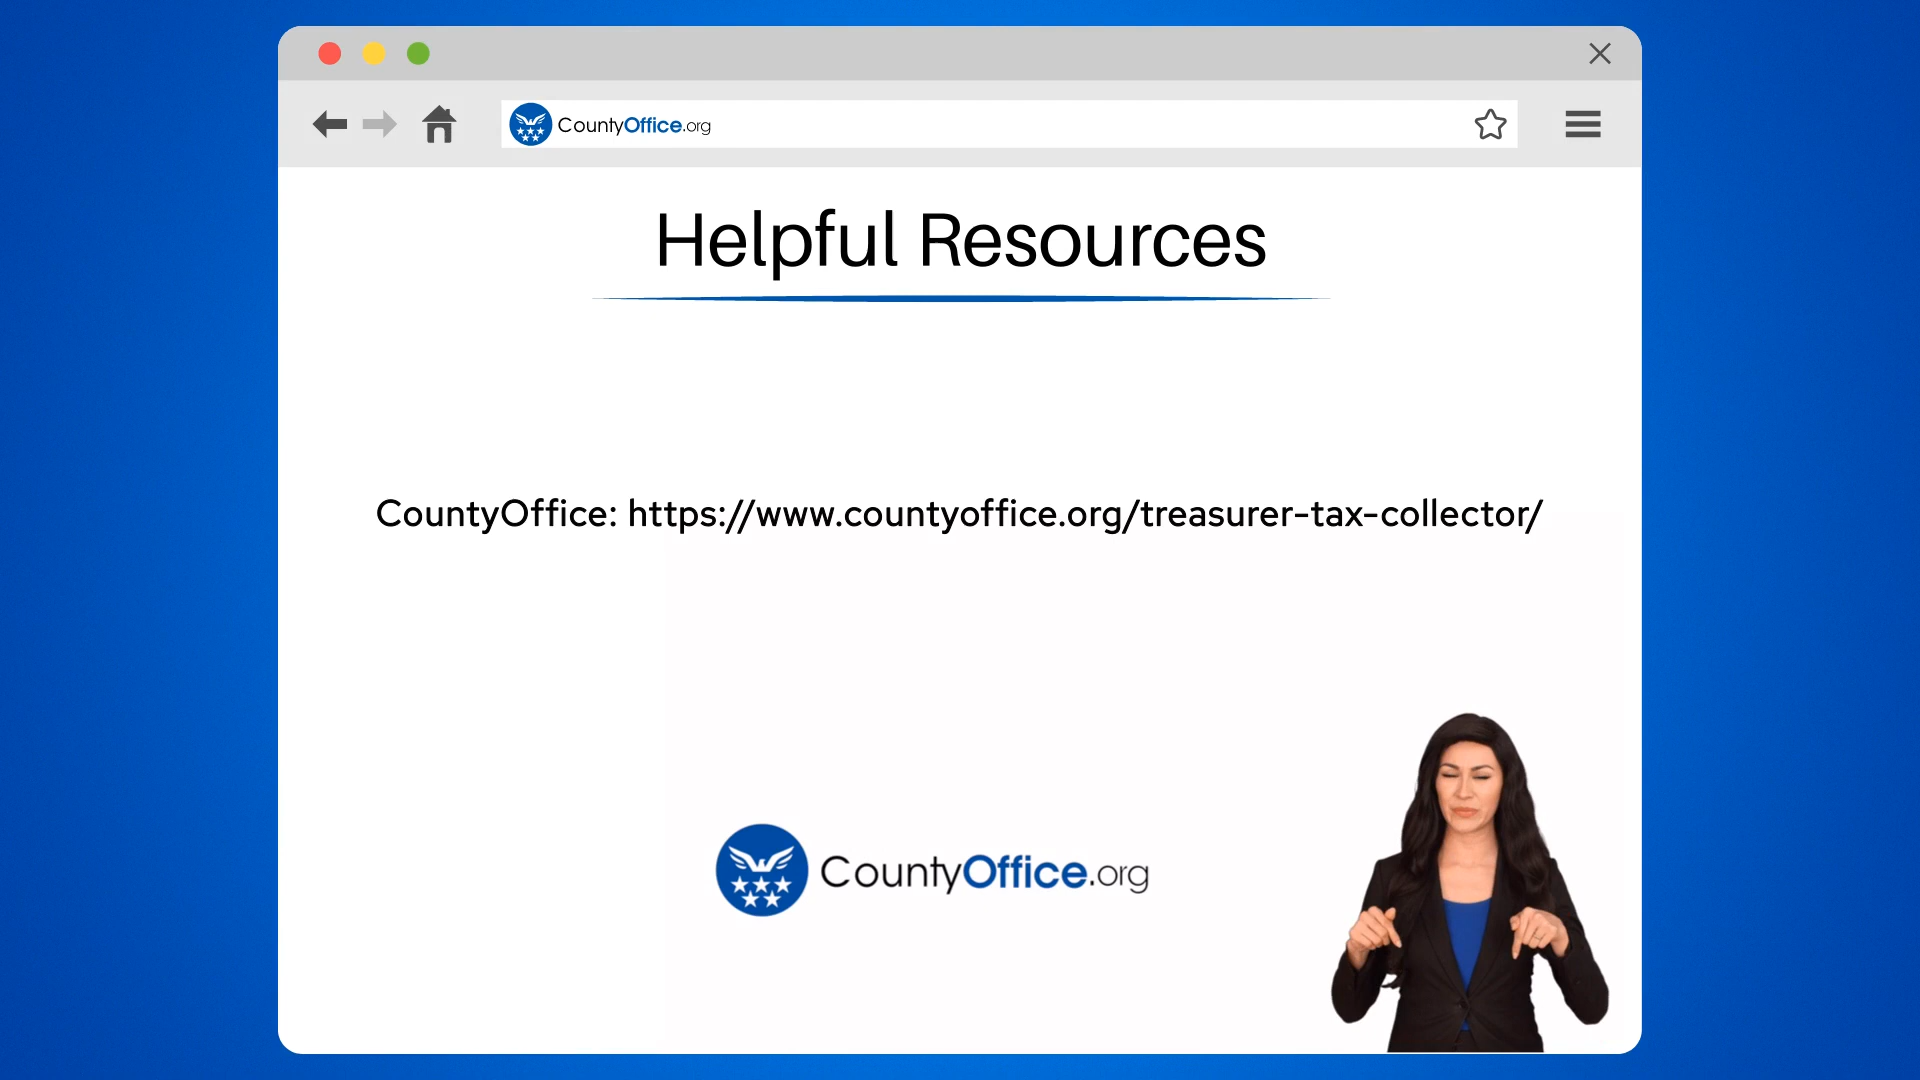 CountyOffice.org
Helpful Resources
CountyOffice: https://www.countyoffice.org/treasurer-tax-collector/
CountyOffice.org